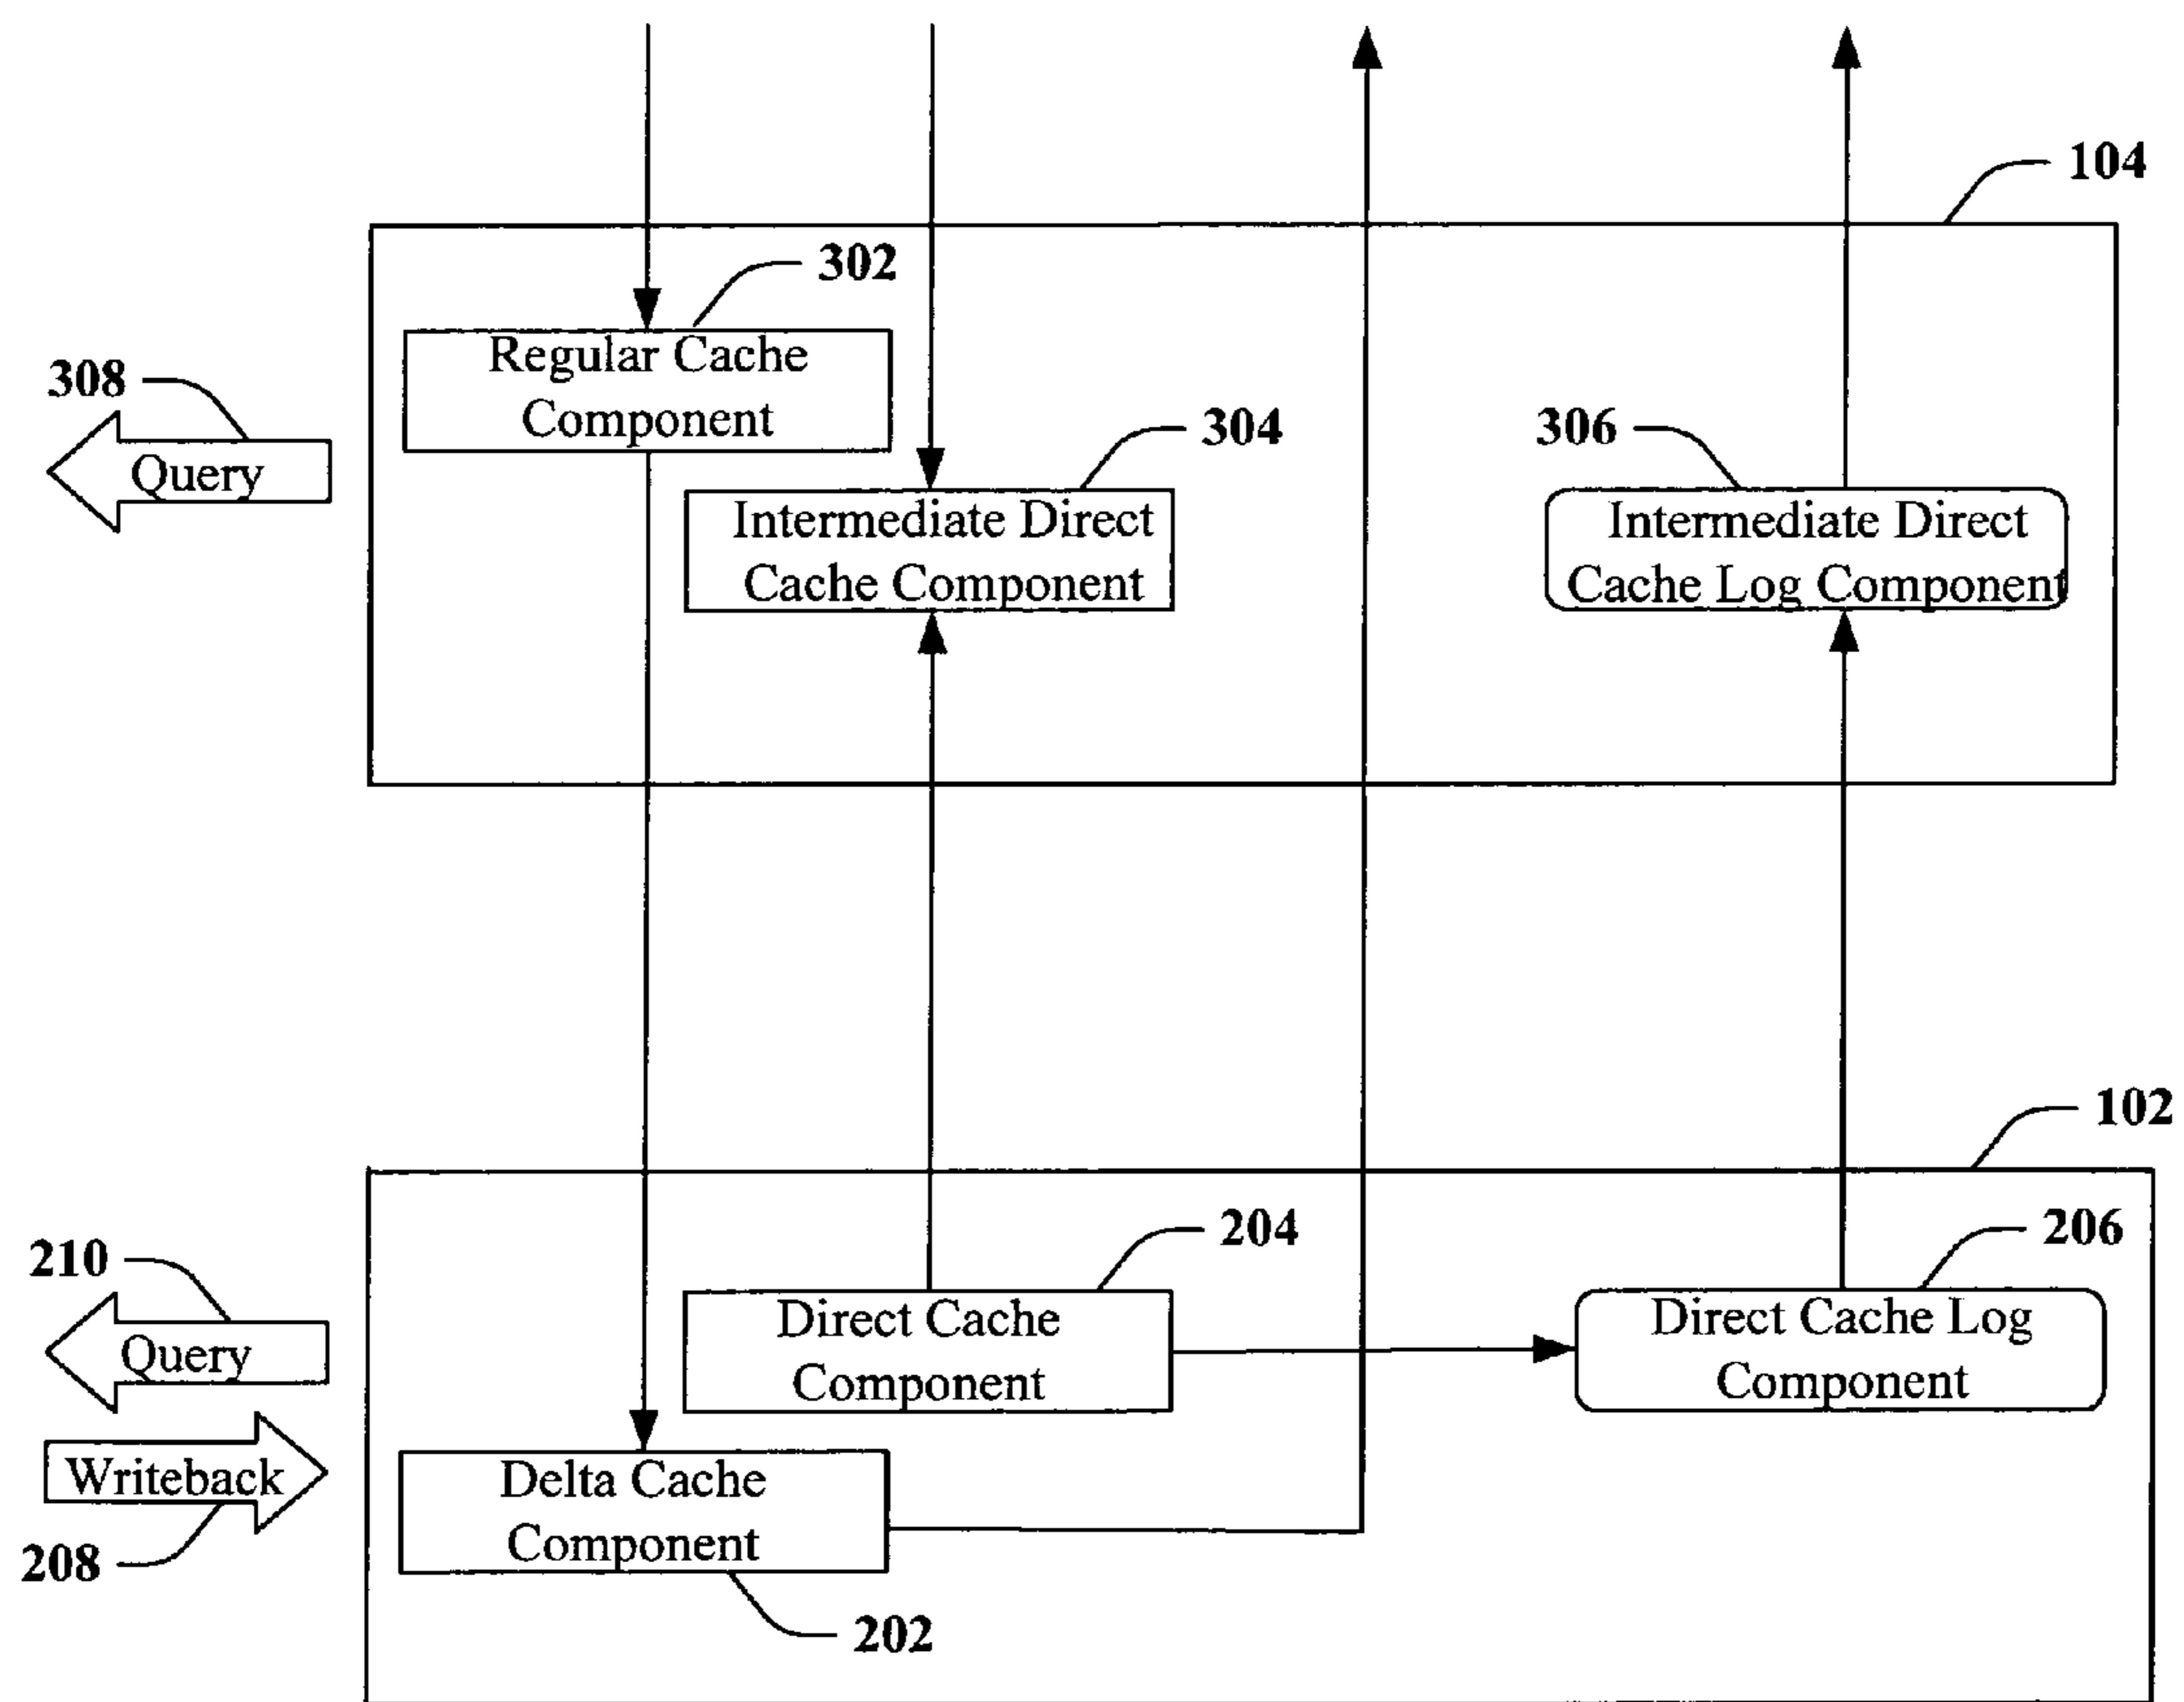 104
302
Regular Cache
Component
308
Query
304
306
Intermediate Direct
Cache Component
Intermediate Direct
Cache Log Component
102
204
206
210
Query
Direct Cache
Component
Direct Cache Log
Component
Writeback
208
Delta Cache
Component
202